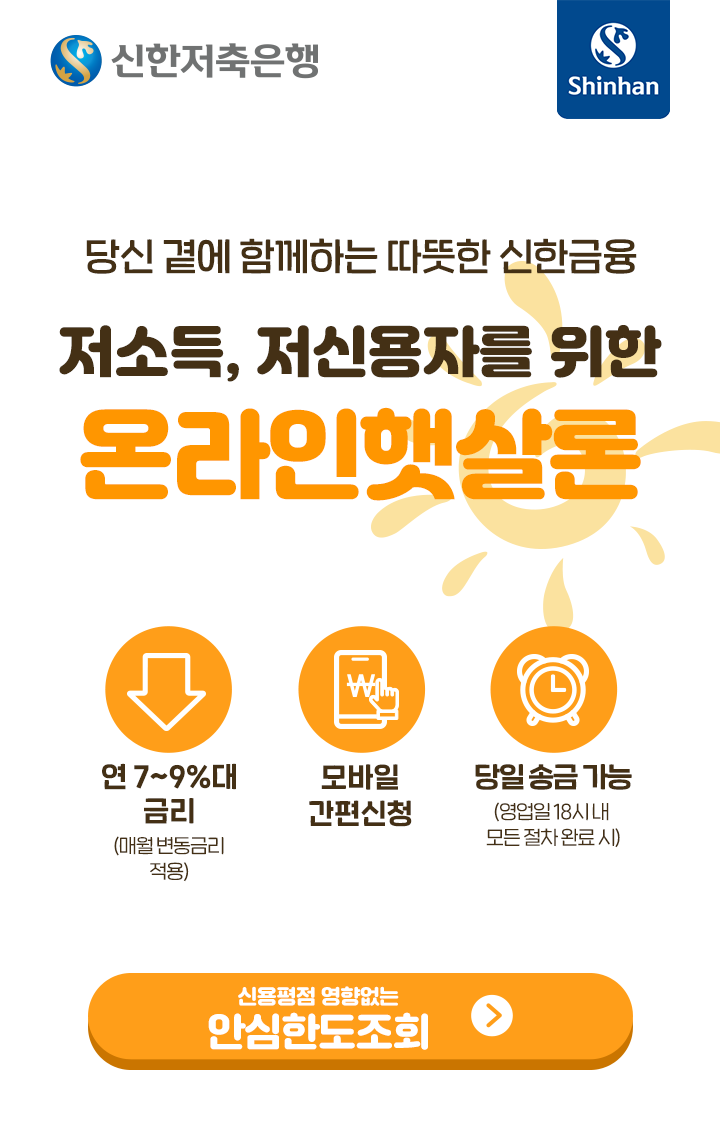 신한저축은행
Shinhan
당신 곁에 함께하는 따뜻한 신한금융
저소득, 저신용자를 위한
온라인햇살론
연 7~9%대
금리
(매월 변동금리
적용)
모바일
간편신청
당일 송금 가능
(영업일 18시 내
모든 절차 완료 시)
신용평점 영향없는
안심한도조회